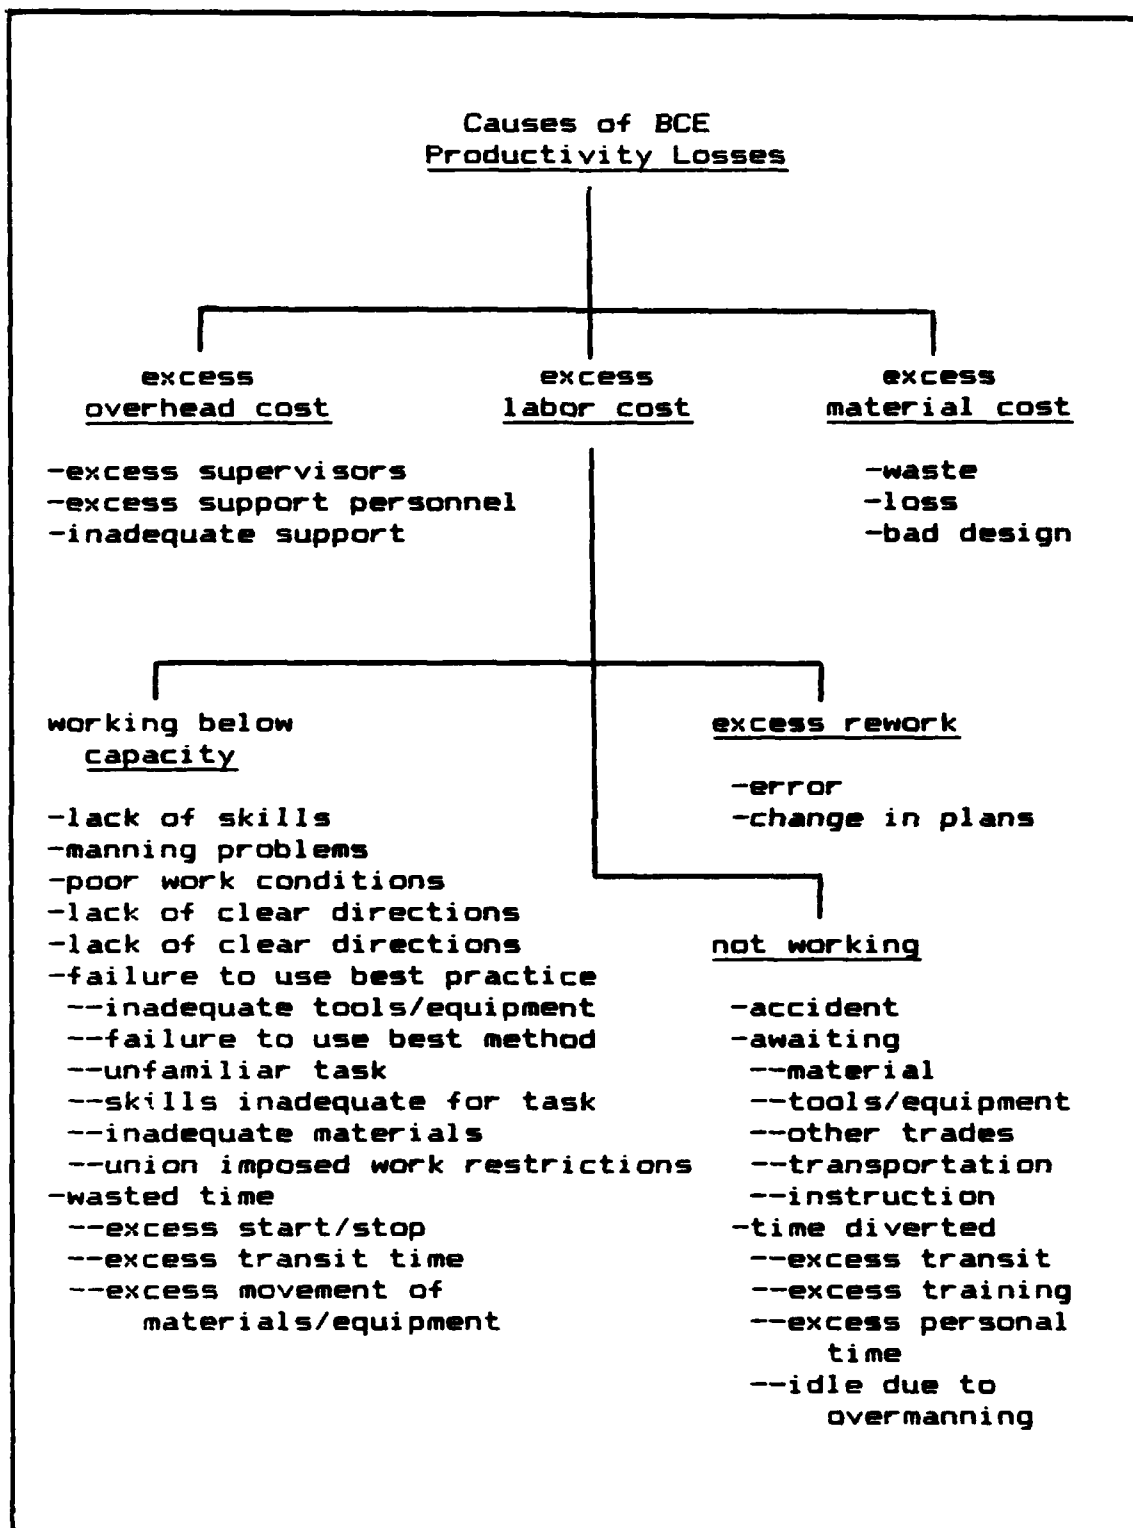 Causes of BCE
Productivity Losses
excess
overhead cost
-excess supervisors
-excess support personnel
-inadequate support
excess
labor cost
excess
material cost
-waste
-loss
-bad design
working below
capacity
-lack of skills
-manning problems
-poor work conditions
-lack of clear directions
-lack of clear directions
-failure to use best practice
--inadequate tools/equipment
--failure to use best method
--unfamiliar task
--skills inadequate for task
--inadequate materials
--union imposed work restrictions
-wasted time
--excess start/stop
--excess transit time
--excess movement of
materials/equipment
excess rework
-error
-change in plans
not working
-accident
-awaiting
--material
--tools/equipment
--other trades
--transportation
--instruction
-time diverted
--excess transit
--excess training
--excess personal
time
--idle due to
overmanning